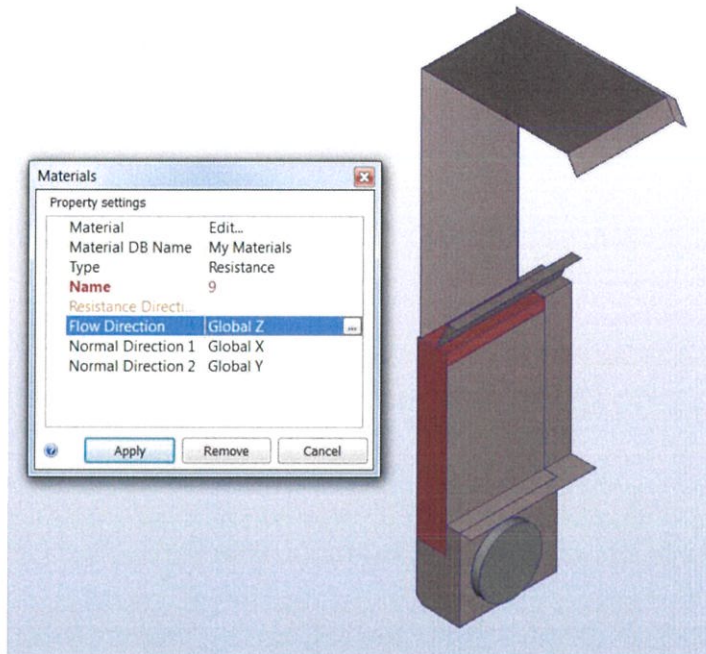 Materials
Property settings
Material Edit...
Material DB Name My Materials
Type Resistance
Name 9
Resistance Directi...
Flow Direction Global Z ...
Normal Direction 1 Global X
Normal Direction 2 Global Y
Apply Remove Cancel